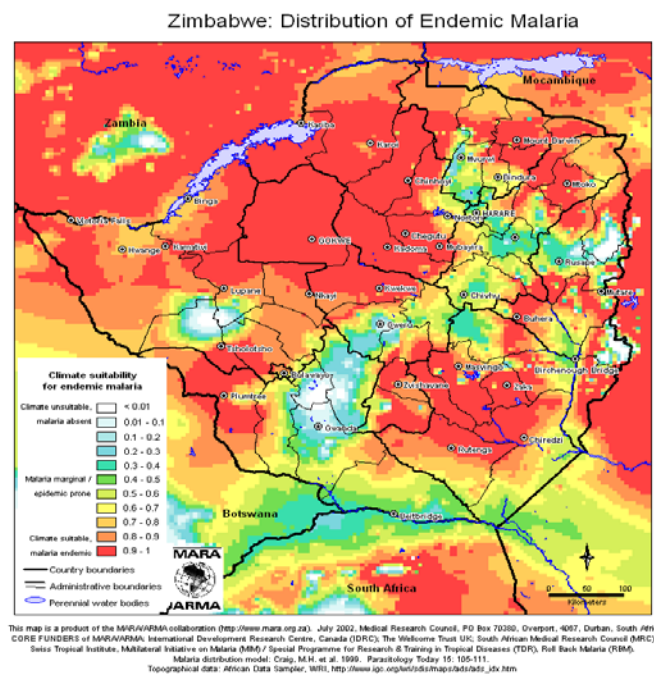 Zimbabwe: Distribution of Endemic Malaria
Mocambique
Zambia
Kariba
Karoi
Mount Darwin
Mvurwi
Bindura
Chinhoyi
Mtoko
Binga
HARARE
Norton
Victoria Falls
Chegutu
Hwange
Kamativi
GOKWE
Kadoma
Mubayira
Rusape
Lupane
Nkayi
Kwekwe
Chivhu
Mutare
Gweru
Buhera
Tsholotsho
Masvingo
Birchenough Bridge
Bulawayo
Zvishavane
Zaka
Plumtree
Gwanda
Chiredzi
Rutenga
Botswana
Beitbridge
South Africa
Climate suitability
for endemic malaria
Climate unsuitable,
malaria absent
< 0.01
0.01 - 0.1
0.1 - 0.2
0.2 - 0.3
0.3 - 0.4
Malaria marginal /
epidemic prone
0.4 - 0.5
0.5 - 0.6
0.6 - 0.7
0.7 - 0.8
Climate suitable,
malaria endemic
0.8 - 0.9
0.9 - 1
Country boundaries
Administrative boundaries
Perennial water bodies
MARA
ARMA
0 50 100
Kilometers
This map is a product of the MARA/ARMA collaboration (http://www.mara.org.za). July 2002, Medical Research Council, PO Box 70380, Overport, 4067, Durban, South Afri
CORE FUNDERS of MARA/ARMA: International Development Research Centre, Canada (IDRC); The Wellcome Trust UK; South African Medical Research Council (MRC)
Swiss Tropical Institute, Multilateral Initiative on Malaria (MIM) / Special Programme for Research & Training in Tropical Diseases (TDR), Roll Back Malaria (RBM).
Malaria distribution model: Craig, M.H. et al. 1999. Parasitology Today 15: 105-111.
Topographical data: African Data Sampler, WRI, http://www.igc.org/wri/sdis/maps/ads/ads_idx.htm